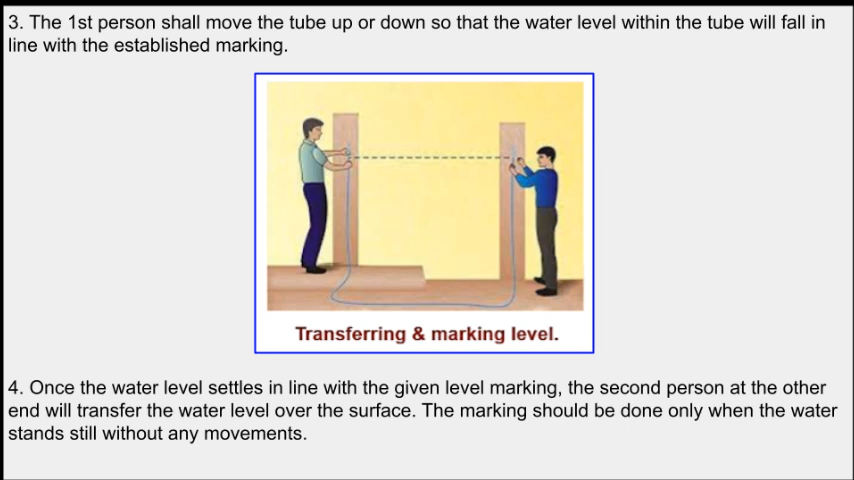 3. The 1st person shall move the tube up or down so that the water level within the tube will fall in
line with the established marking.
Transferring & marking level.
4. Once the water level settles in line with the given level marking, the second person at the other
end will transfer the water level over the surface. The marking should be done only when the water
stands still without any movements.